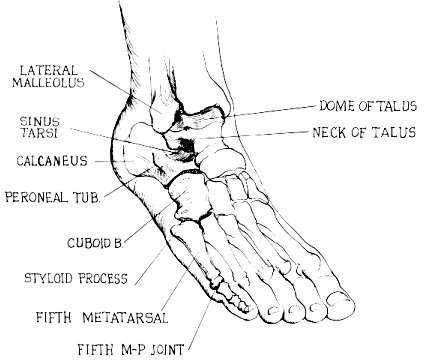 LATERAL
MALLEOLUS
SINUS
TARSI
CALCANEUS
PERONEAL TUB.
CUBOID B.
STYLOID PROCESS
FIFTH METATARSAL
FIFTH M-P JOINT
DOME OF TALUS
NECK OF TALUS